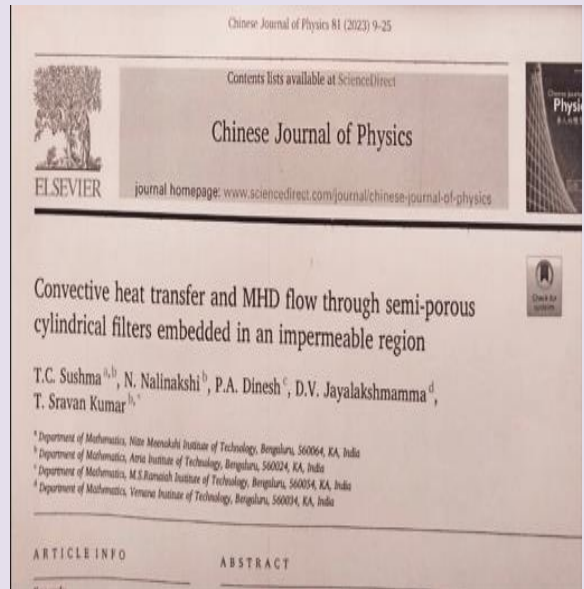 Chinese Journal of Physics 81 (2023) 9-25
Contents lists available at ScienceDirect
Chinese Journal of Physics
journal homepage: www.sciencedirect.com/journal/chinese-journal-of-physics
ELSEVIER
Physi
Check for
updates
Convective heat transfer and MHD flow through semi-porous
cylindrical filters embedded in an impermeable region
T.C. Sushma a,b, N. Nalinakshi b, P.A. Dinesh c, D.V. Jayalakshmamma d,
T. Sravan Kumar b,*
a Department of Mathematics, Nitte Meenakshi Institute of Technology, Bengaluru, 560064, KA, India
b Department of Mathematics, Atria Institute of Technology, Bengaluru, 560024, KA, India
c Department of Mathematics, M.S.Ramaiah Institute of Technology, Bengaluru, 560054, KA, India
d Department of Mathematics, Vemana Institute of Technology, Bengaluru, 560034, KA, India
ARTICLE INFO
ABSTRACT